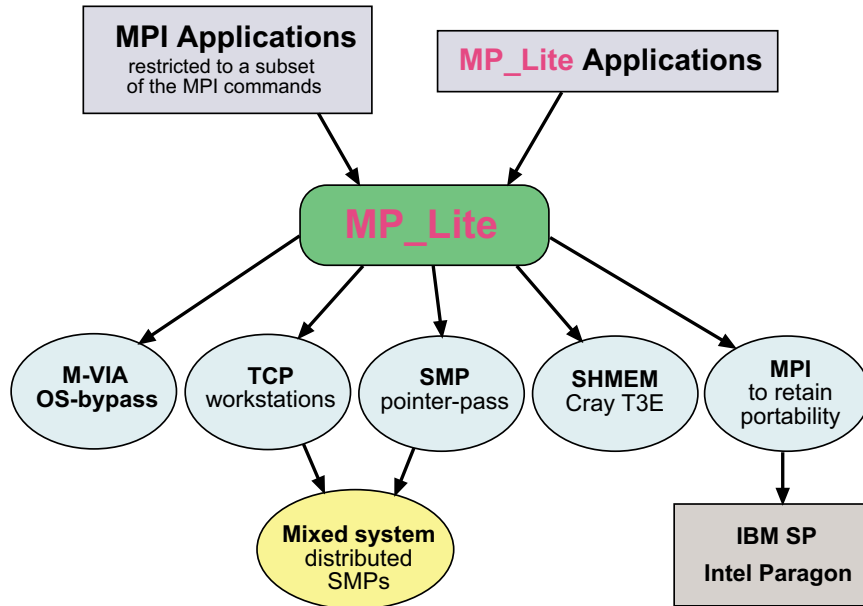 MPI Applications
restricted to a subset
of the MPI commands
MP_Lite Applications
MP_Lite
M-VIA
OS-bypass
TCP
workstations
SMP
pointer-pass
SHMEM
Cray T3E
MPI
to retain
portability
Mixed system
distributed
SMPs
IBM SP
Intel Paragon